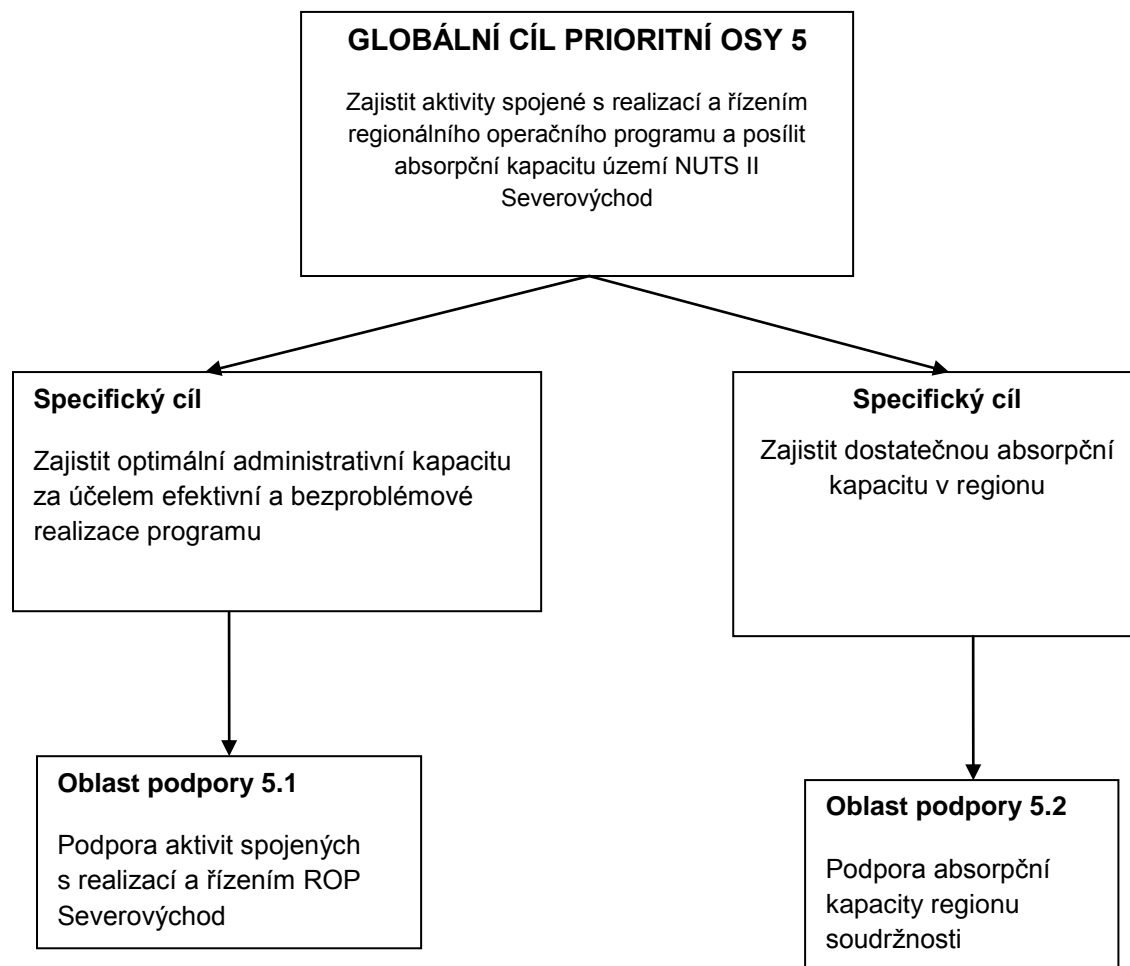 GLOBÁLNÍ CÍL PRIORITNÍ OSY 5
Zajistit aktivity spojené s realizací a řízením
regionálního operačního programu a posílit
absorpční kapacitu území NUTS II
Severovýchod
Specifický cíl
Zajistit optimální administrativní kapacitu
za účelem efektivní a bezproblémové
realizace programu
Specifický cíl
Zajistit dostatečnou absorpční
kapacitu v regionu
Oblast podpory 5.1
Podpora aktivit spojených
s realizací a řízením ROP
Severovýchod
Oblast podpory 5.2
Podpora absorpční
kapacity regionu
soudržnosti